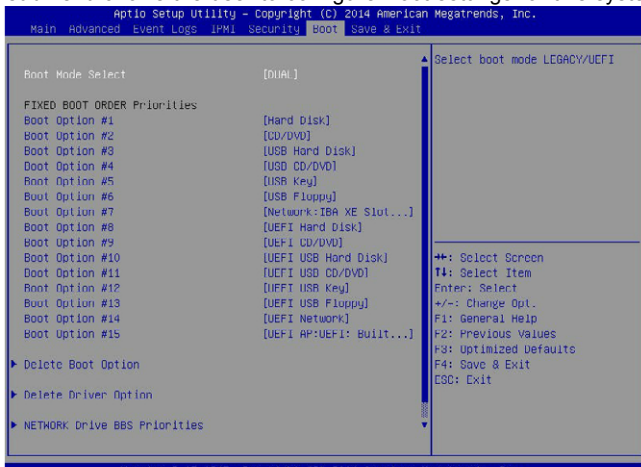 Aptio Setup Utility – Copyright (C) 2014 American Megatrends, Inc.
Main Advanced Event Logs IPMI Security Boot Save & Exit
Boot Mode Select [DUAL]
FIXED BOOT ORDER Priorities
Boot Option #1 [Hard Disk]
Boot Option #2 [CD/DVD]
Boot Option #3 [USB Hard Disk]
Boot Option #4 [USB CD/DVD]
Boot Option #5 [USB Key]
Boot Option #6 [USB Floppy]
Boot Option #7 [Network:IBA XE Slot...]
Boot Option #8 [UEFI Hard Disk]
Boot Option #9 [UEFI CD/DVD]
Boot Option #10 [UEFI USB Hard Disk]
Boot Option #11 [UEFI USB CD/DVD]
Boot Option #12 [UEFI USB Key]
Boot Option #13 [UEFI USB Floppy]
Boot Option #14 [UEFI Network]
Boot Option #15 [UEFI AP:UEFI: Built...]
Delete Boot Option
Delete Driver Option
NETWORK Drive BBS Priorities
Select boot mode LEGACY/UEFI
→←: Select Screen
↑↓: Select Item
Enter: Select
+/-: Change Opt.
F1: General Help
F2: Previous Values
F3: Optimized Defaults
F4: Save & Exit
ESC: Exit